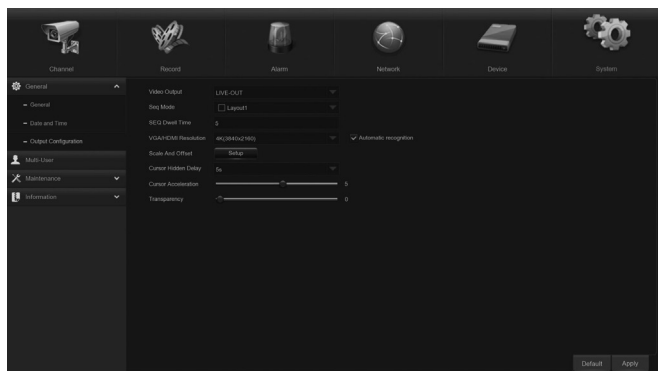 Channel Record Alarm Network Device System
General
General
Date and Time
Output Configuration
Multi-User
Maintenance
Information
Video Output LIVE-OUT
Seq Mode Layout1
SEQ Dwell Time 5
VGA/HDMI Resolution 4K(3840x2160) Automatic recognition
Scale And Offset Setup
Cursor Hidden Delay 5s
Cursor Acceleration 5
Transparency 0
Default Apply